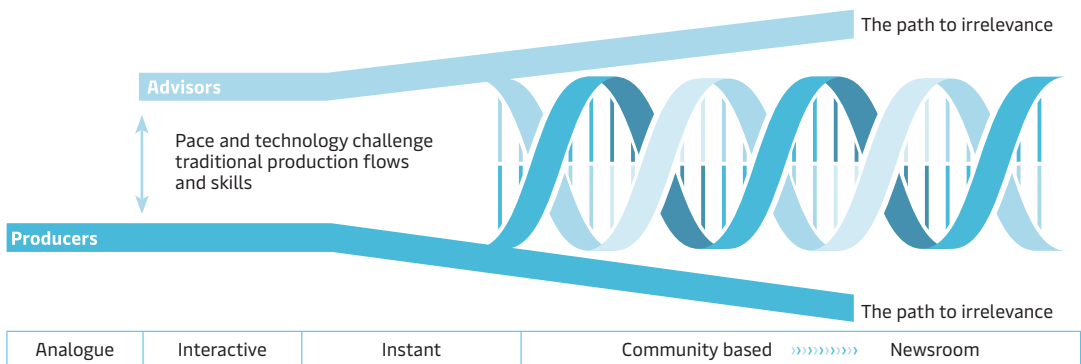 The path to irrelevance
Advisors
Pace and technology challenge
traditional production flows
and skills
Producers
The path to irrelevance
Analogue
Interactive
Instant
Community based
Newsroom